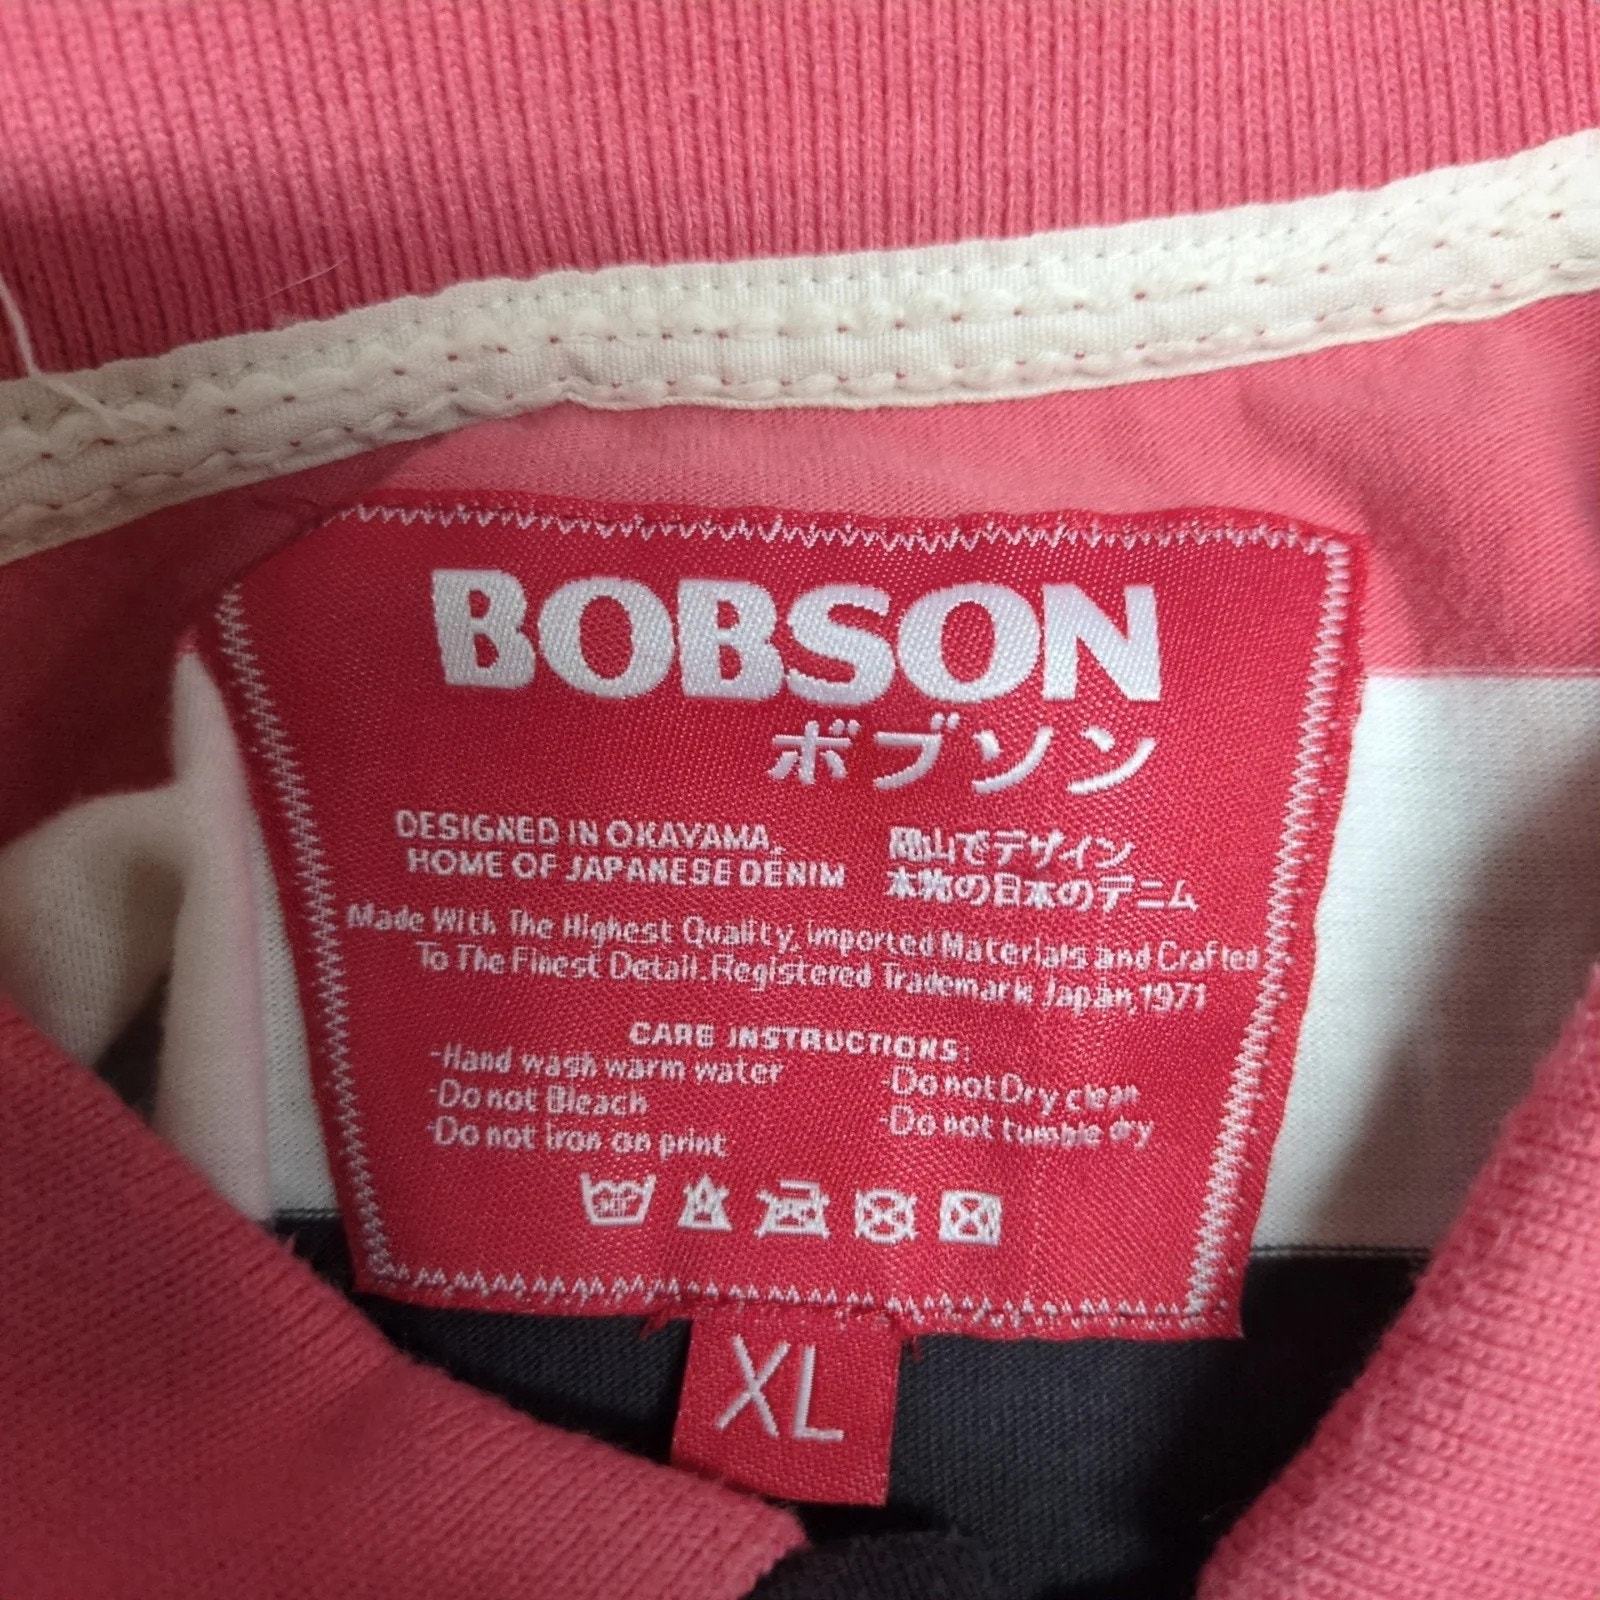 BOBSON
ボブソン
DESIGNED IN OKAYAMA,
HOME OF JAPANESE DENIM
岡山でデザイン
本物の日本のデニム
Made With The Highest Quality, Imported Materials and Crafted
To The Finest Detail. Registered Trademark Japan, 1971
CARE INSTRUCTIONS:
-Hand wash warm water
-Do not Bleach
-Do not iron on print
-Do not Dry clean
-Do not tumble dry
XL